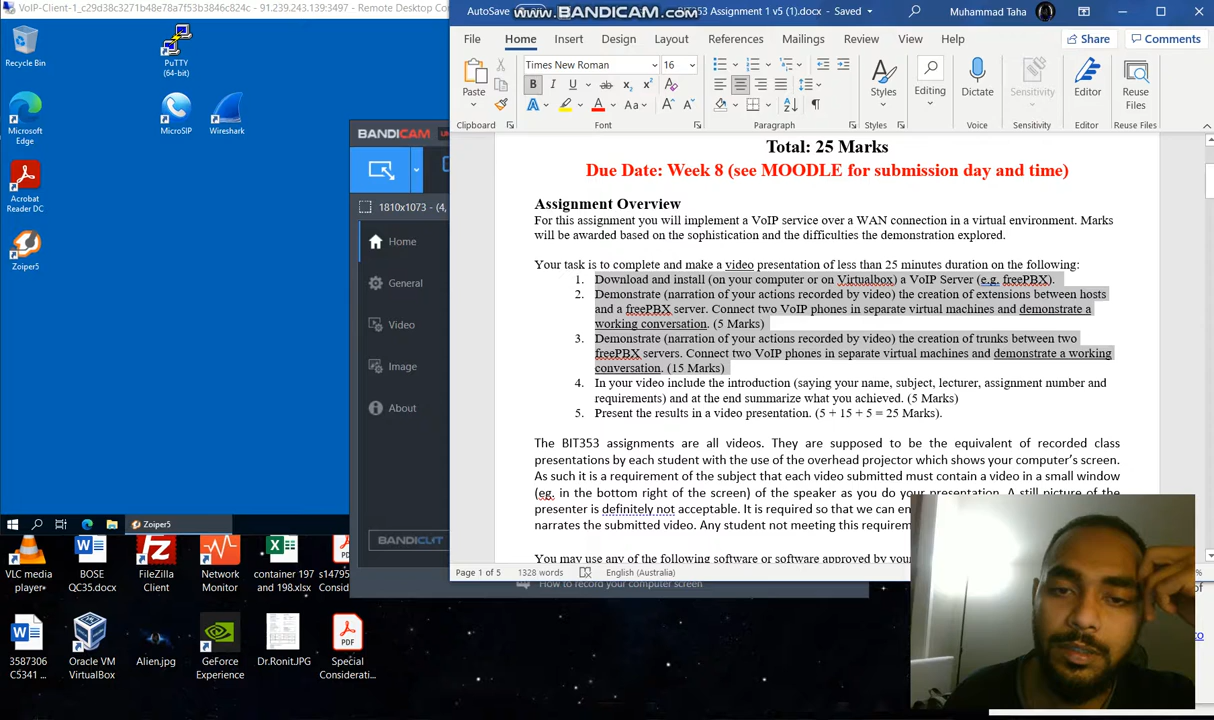 VoIP-Client-1_c29d38c3271b48e78a7f53b3846c824c - 91.239.243.139:3497 - Remote Desktop Co
AutoSave
www.BANDICAM.com
BIT353 Assignment 1 v5 (1).docx - Saved
Muhammad Taha
File
Home
Insert
Design
Layout
References
Mailings
Review
View
Help
Share
Comments
Times New Roman
16
Paste
B
I
U
ab
x
2
x
2
A
Aa
A
A
Styles
Editing
Dictate
Sensitivity
Editor
Reuse
Files
Clipboard
Font
Paragraph
Styles
Voice
Sensitivity
Editor
Reuse Files
Recycle Bin
PuTTY
(64-bit)
Microsoft
Edge
MicroSIP
Wireshark
Acrobat
Reader DC
Zoiper5
BANDICAM
1810x1073 - (4,
Home
General
Video
Image
About
BANDICUT
How to record your computer screen
Total: 25 Marks
Due Date: Week 8 (see MOODLE for submission day and time)
Assignment Overview
For this assignment you will implement a VoIP service over a WAN connection in a virtual environment. Marks
will be awarded based on the sophistication and the difficulties the demonstration explored.
Your task is to complete and make a video presentation of less than 25 minutes duration on the following:
1. Download and install (on your computer or on Virtualbox) a VoIP Server (e.g. freePBX).
2. Demonstrate (narration of your actions recorded by video) the creation of extensions between hosts
and a freePBX server. Connect two VoIP phones in separate virtual machines and demonstrate a
working conversation. (5 Marks)
3. Demonstrate (narration of your actions recorded by video) the creation of trunks between two
freePBX servers. Connect two VoIP phones in separate virtual machines and demonstrate a working
conversation. (15 Marks)
4. In your video include the introduction (saying your name, subject, lecturer, assignment number and
requirements) and at the end summarize what you achieved. (5 Marks)
5. Present the results in a video presentation. (5 + 15 + 5 = 25 Marks).
The BIT353 assignments are all videos. They are supposed to be the equivalent of recorded class
presentations by each student with the use of the overhead projector which shows your computer's screen.
As such it is a requirement of the subject that each video submitted must contain a video in a small window
(eg. in the bottom right of the screen) of the speaker as you do your presentation. A still picture of the
presenter is definitely not acceptable. It is required so that we can en
narrates the submitted video. Any student not meeting this requirem
You may use any of the following software or software approved by your
Page 1 of 5
1328 words
English (Australia)
Zoiper5
VLC media
player
BOSE
QC35.docx
FileZilla
Client
Network
Monitor
container 197
and 198.xlsx
s14795
3587306
C5341 ...
Oracle VM
VirtualBox
Alien.jpg
GeForce
Experience
Dr.Ronit.JPG
Special
Considerati...
PDF
%
of
co